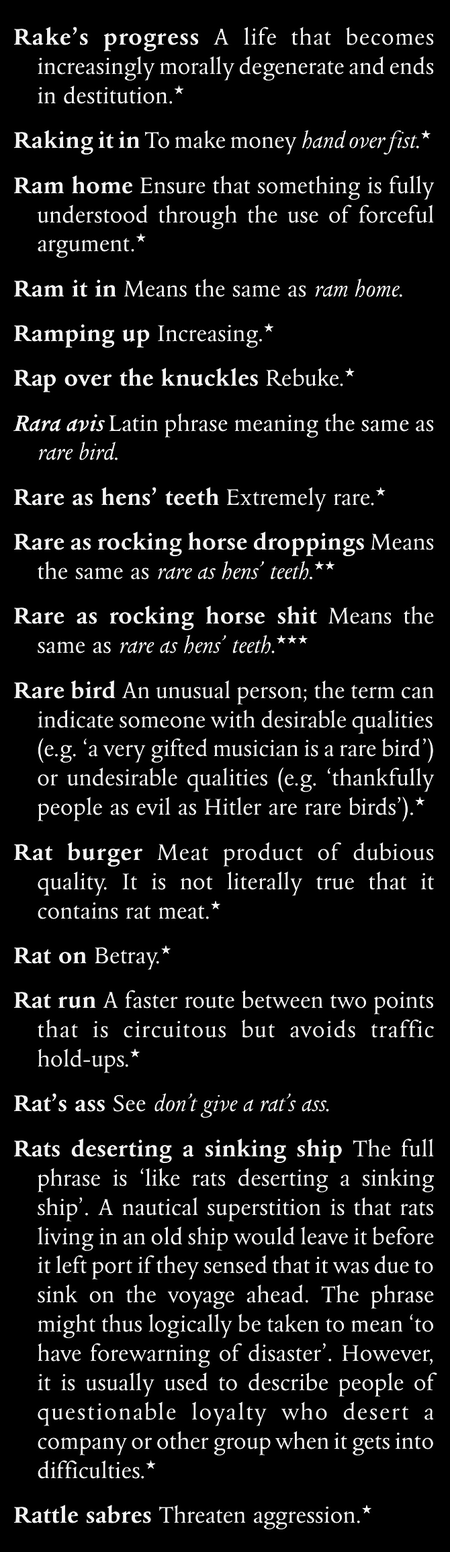 Rake’s progress A life that becomes
increasingly morally degenerate and ends
in destitution.★
Raking it in To make money hand over fist.★
Ram home Ensure that something is fully
understood through the use of forceful
argument.★
Ram it in Means the same as ram home.
Ramping up Increasing.★
Rap over the knuckles Rebuke.★
Rara avis Latin phrase meaning the same as
rare bird.
Rare as hens’ teeth Extremely rare.★
Rare as rocking horse droppings Means
the same as rare as hens’ teeth.★★
Rare as rocking horse shit Means the
same as rare as hens’ teeth.★★★
Rare bird An unusual person; the term can
indicate someone with desirable qualities
(e.g. ‘a very gifted musician is a rare bird’)
or undesirable qualities (e.g. ‘thankfully
people as evil as Hitler are rare birds’).★
Rat burger Meat product of dubious
quality. It is not literally true that it
contains rat meat.★
Rat on Betray.★
Rat run A faster route between two points
that is circuitous but avoids traffic
hold-ups.★
Rat’s ass See don’t give a rat’s ass.
Rats deserting a sinking ship The full
phrase is ‘like rats deserting a sinking
ship’. A nautical superstition is that rats
living in an old ship would leave it before
it left port if they sensed that it was due to
sink on the voyage ahead. The phrase
might thus logically be taken to mean ‘to
have forewarning of disaster’. However,
it is usually used to describe people of
questionable loyalty who desert a
company or other group when it gets into
difficulties.★
Rattle sabres Threaten aggression.★